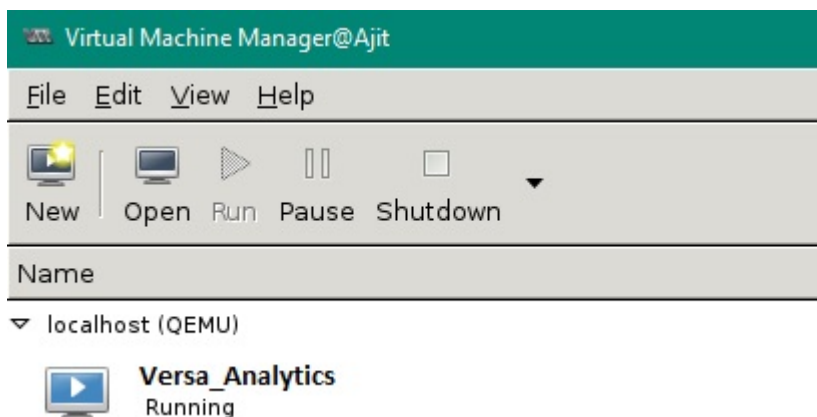 Virtual Machine Manager@Ajit
File Edit View Help
New Open Run Pause Shutdown
Name
localhost (QEMU)
Versa_Analytics
Running